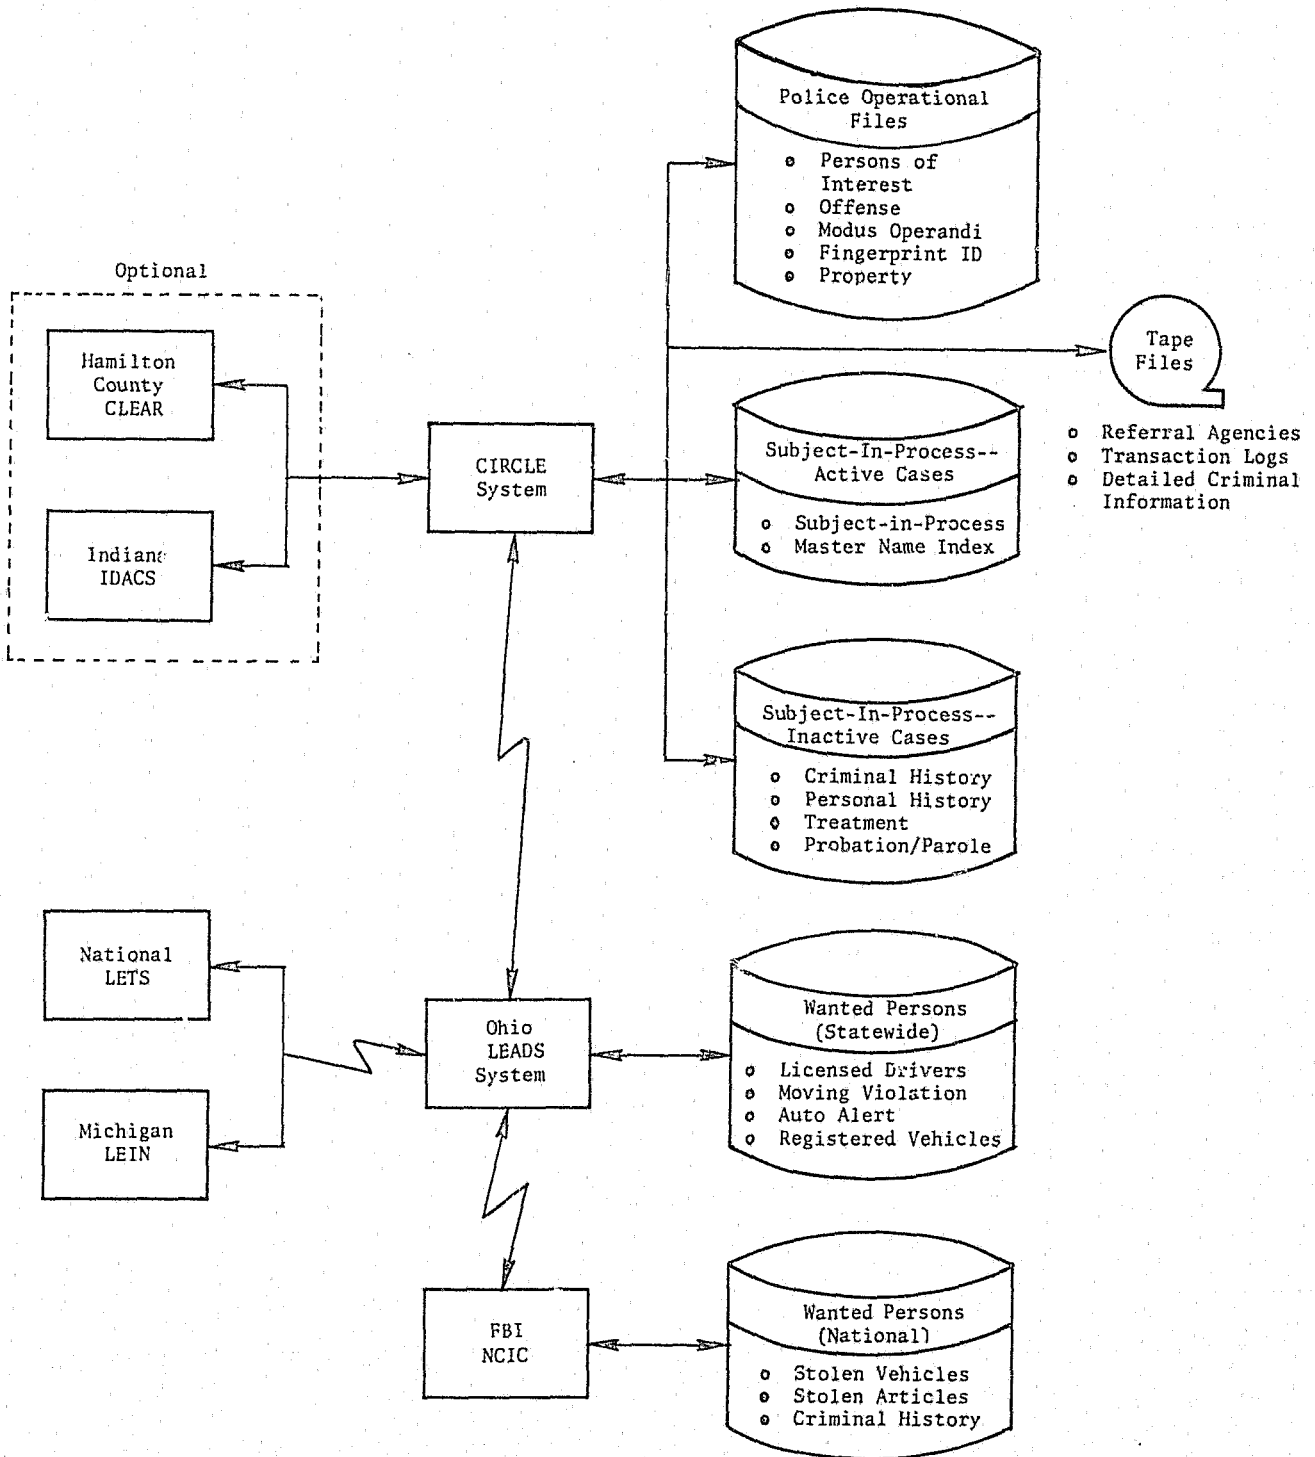 Police Operational
Files
o Persons of
Interest
o Offense
o Modus Operandi
o Fingerprint ID
o Property
Optional
Hamilton
County
CLEAR
Indiana
IDACS
CIRCLE
System
Tape
Files
o Referral Agencies
o Transaction Logs
o Detailed Criminal
Information
Subject-In-Process--
Active Cases
o Subject-in-Process
o Master Name Index
Subject-In-Process--
Inactive Cases
o Criminal History
o Personal History
o Treatment
o Probation/Parole
National
LETS
Michigan
LEIN
Ohio
LEADS
System
Wanted Persons
(Statewide)
o Licensed Drivers
o Moving Violation
o Auto Alert
o Registered Vehicles
FBI
NCIC
Wanted Persons
(National)
o Stolen Vehicles
o Stolen Articles
o Criminal History